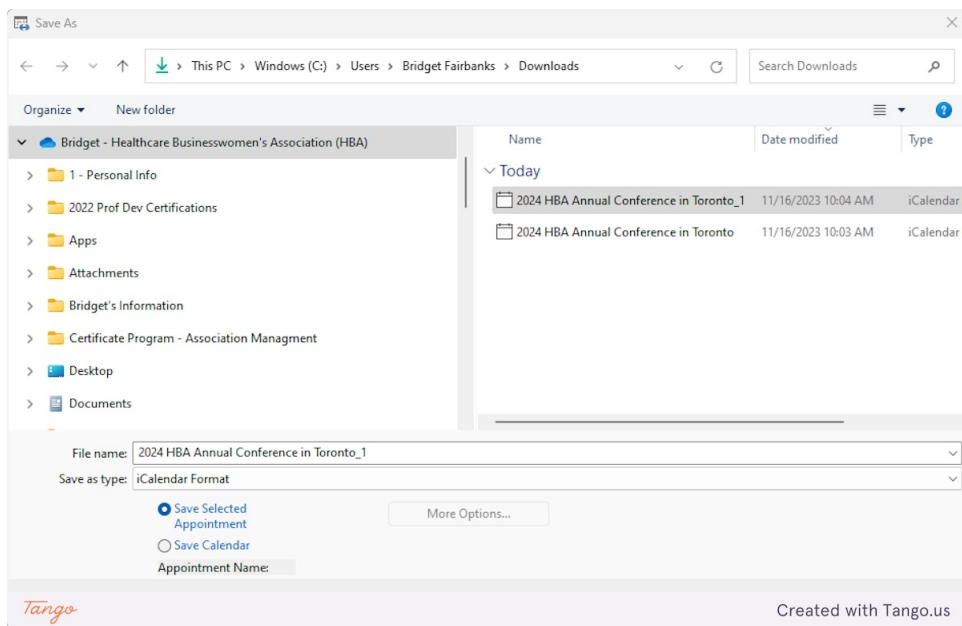 Save As
This PC > Windows (C:) > Users > Bridget Fairbanks > Downloads
Search Downloads
Organize
New folder
?
Bridget - Healthcare Businesswomen's Association (HBA)
1 - Personal Info
2022 Prof Dev Certifications
Apps
Attachments
Bridget's Information
Certificate Program - Association Managment
Desktop
Documents
Name Date modified Type
Today
2024 HBA Annual Conference in Toronto_1 11/16/2023 10:04 AM iCalendar
2024 HBA Annual Conference in Toronto 11/16/2023 10:03 AM iCalendar
File name: 2024 HBA Annual Conference in Toronto_1
Save as type: iCalendar Format
Save Selected
Appointment
More Options...
Save Calendar
Appointment Name:
Tango
Created with Tango.us